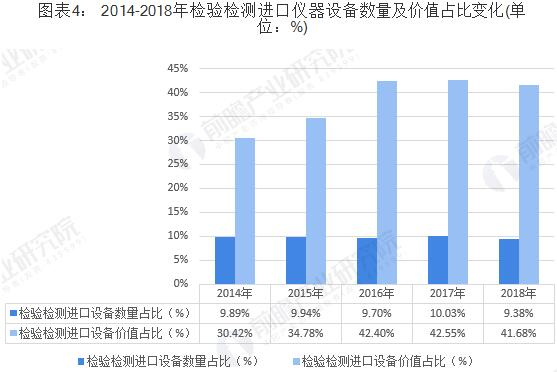 图表4： 2014-2018年检验检测进口仪器设备数量及价值占比变化(单
位：%)
45%
40%
35%
30%
25%
20%
15%
10%
5%
0%
2014年 2015年 2016年 2017年 2018年
检验检测进口设备数量占比（%） 9.89% 9.94% 9.70% 10.03% 9.38%
检验检测进口设备价值占比（%） 30.42% 34.78% 42.40% 42.55% 41.68%
检验检测进口设备数量占比（%） 检验检测进口设备价值占比（%）
前瞻产业研究院